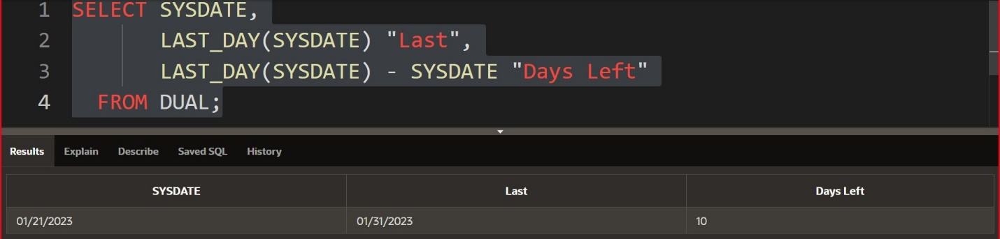 1 SELECT SYSDATE,
2 LAST_DAY(SYSDATE) "Last",
3 LAST_DAY(SYSDATE) - SYSDATE "Days Left"
4 FROM DUAL;
Results Explain Describe Saved SQL History
SYSDATE Last Days Left
01/21/2023 01/31/2023 10